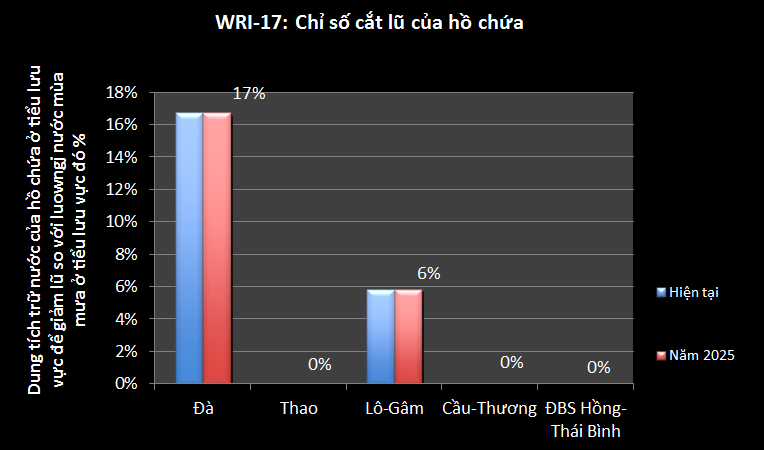 WRI-17: Chỉ số cắt lũ của hồ chứa
Dung tích trữ nước của hồ chứa ở tiểu lưu
vực để giảm lũ so với luowngj nước mùa
mưa ở tiểu lưu vực đó %
18%
16%
14%
12%
10%
8%
6%
4%
2%
0%
17%
0%
6%
0%
0%
Đà
Thao
Lô-Gâm
Cầu-Thương
ĐBS Hồng-
Thái Bình
Hiện tại
Năm 2025